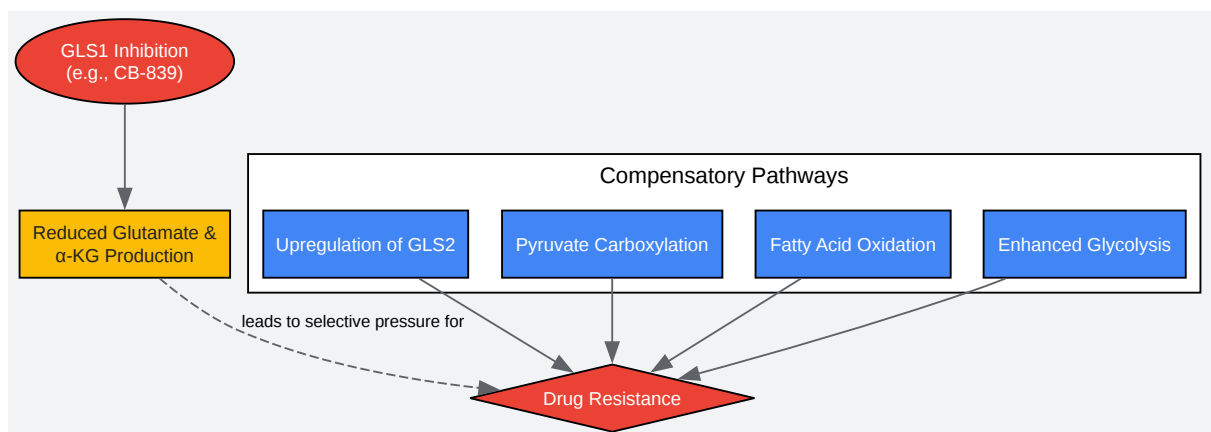 GLS1 Inhibition
(e.g., CB-839)
Compensatory Pathways
Reduced Glutamate &
α-KG Production
Upregulation of GLS2
Pyruvate Carboxylation
Fatty Acid Oxidation
Enhanced Glycolysis
leads to selective pressure for
Drug Resistance